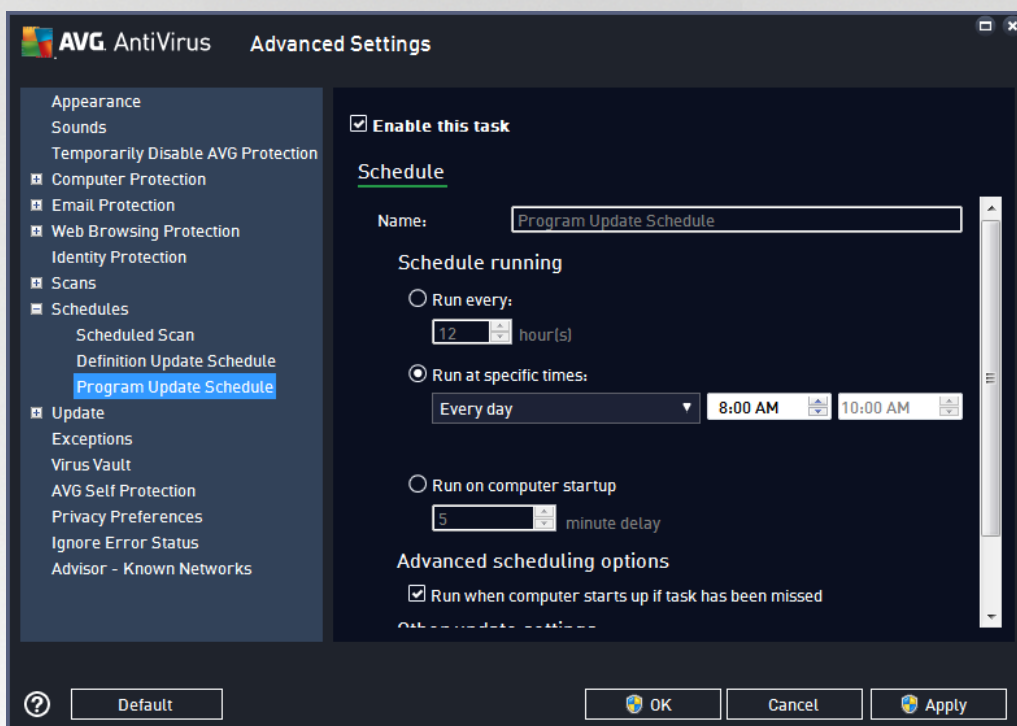 AVG. AntiVirus Advanced Settings
Appearance
Sounds
Temporarily Disable AVG Protection
Computer Protection
Email Protection
Web Browsing Protection
Identity Protection
Scans
Schedules
Scheduled Scan
Definition Update Schedule
Program Update Schedule
Update
Exceptions
Virus Vault
AVG Self Protection
Privacy Preferences
Ignore Error Status
Advisor - Known Networks
Enable this task
Schedule
Name: Program Update Schedule
Schedule running
Run every:
12 hour(s)
Run at specific times:
Every day 8:00 AM 10:00 AM
Run on computer startup
5 minute delay
Advanced scheduling options
Run when computer starts up if task has been missed
Other update settings
? Default OK Cancel Apply